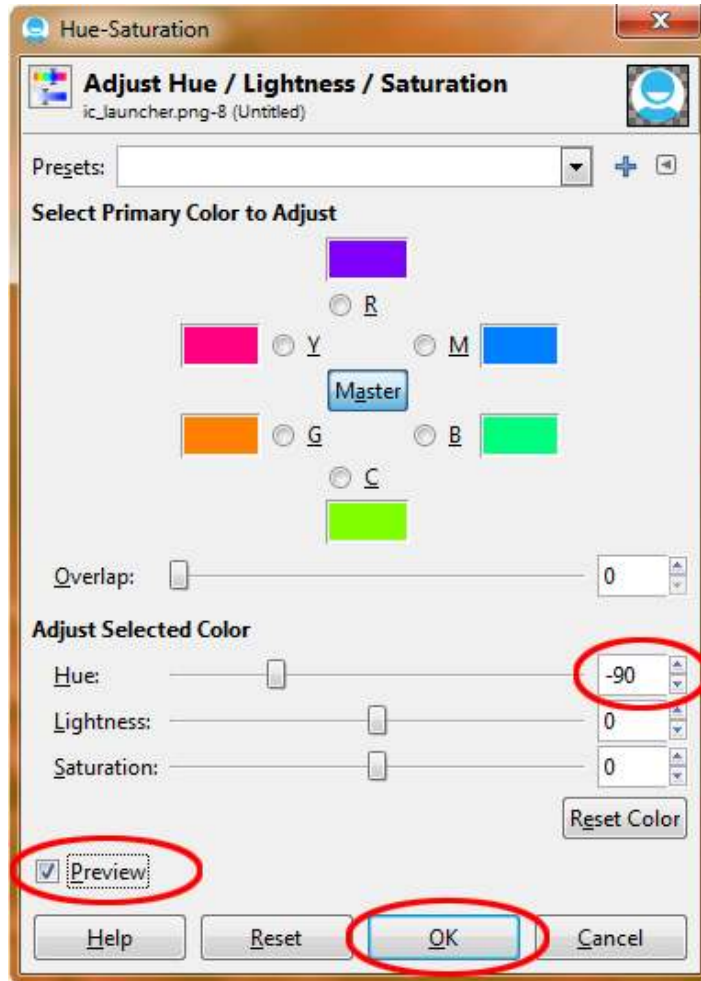 Hue-Saturation
Adjust Hue / Lightness / Saturation
ic_launcher.png-8 (Untitled)
Presets:
Select Primary Color to Adjust
R
Y
M
Master
G
B
C
Overlap:
0
Adjust Selected Color
Hue:
-90
Lightness:
0
Saturation:
0
Reset Color
Preview
Help
Reset
OK
Cancel